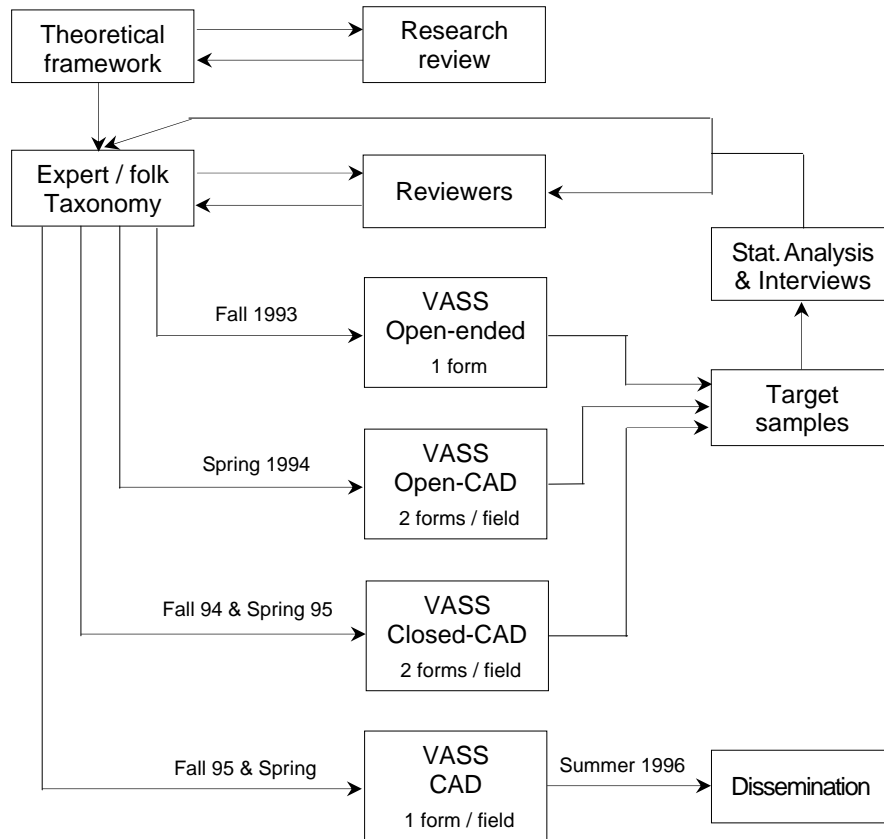 Theoretical
framework
Research
review
Expert / folk
Taxonomy
Reviewers
Stat. Analysis
& Interviews
Fall 1993
VASS
Open-ended
1 form
Target
samples
Spring 1994
VASS
Open-CAD
2 forms / field
Fall 94 & Spring 95
VASS
Closed-CAD
2 forms / field
Fall 95 & Spring
VASS
CAD
1 form / field
Summer 1996
Dissemination